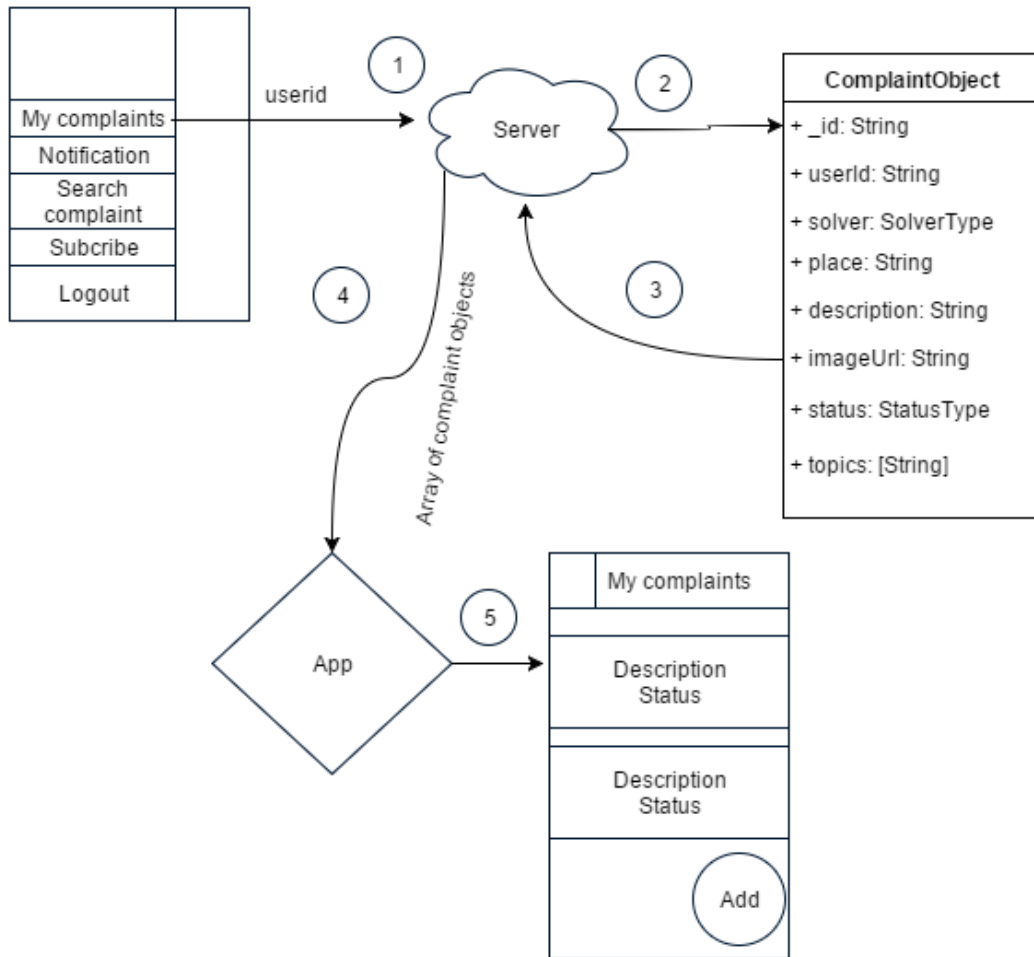 My complaints
Notification
Search
complaint
Subcribe
Logout
userid
1
Server
2
ComplaintObject
+ _id: String
+ userId: String
+ solver: SolverType
+ place: String
+ description: String
+ imageUrl: String
+ status: StatusType
+ topics: [String]
3
4
Array of complaint objects
App
5
My complaints
Description
Status
Description
Status
Add